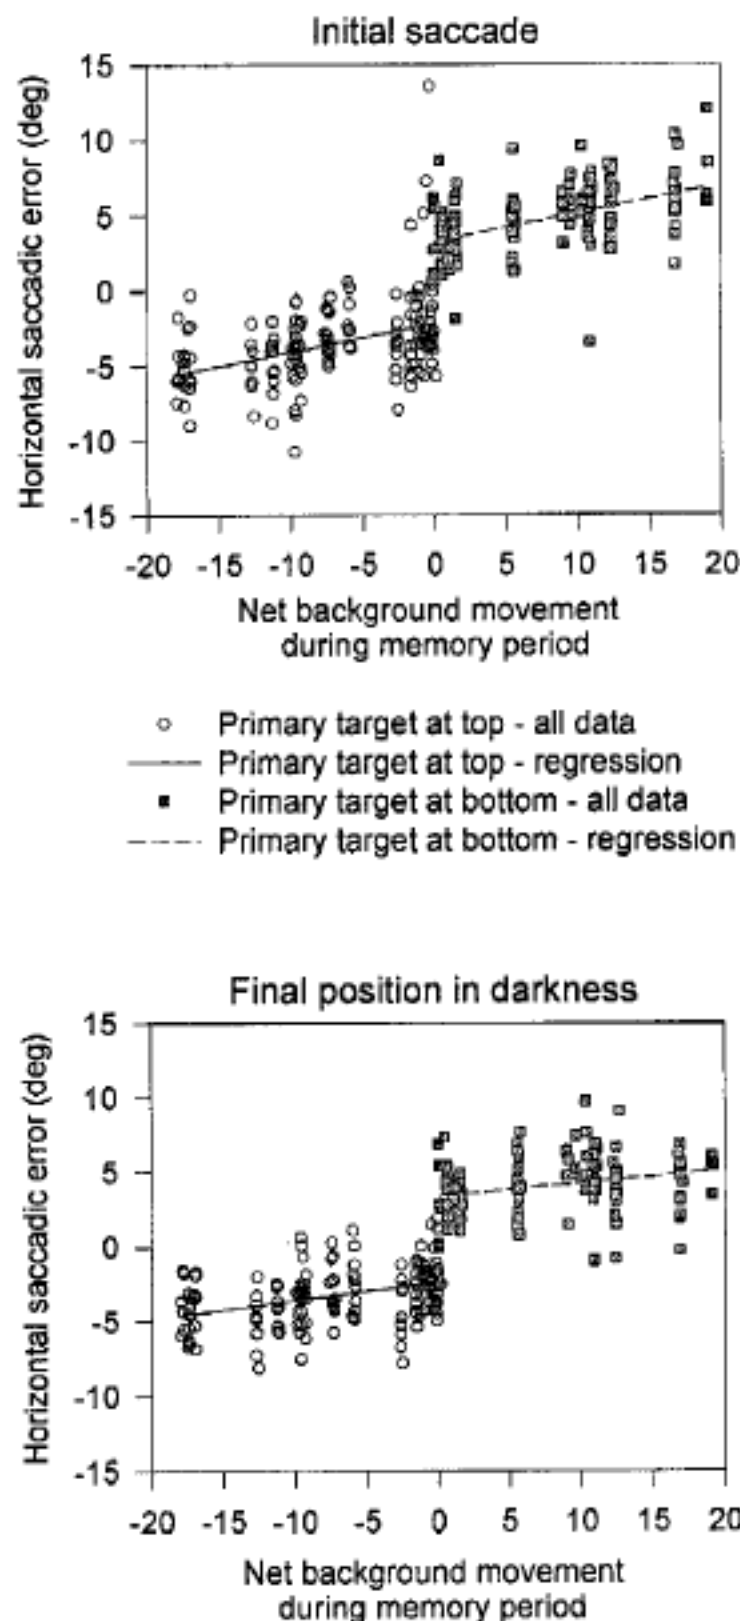 Initial saccade
Horizontal saccadic error (deg)
15
10
5
0
-5
-10
-15
-20 -15 -10 -5 0 5 10 15 20
Net background movement
during memory period
Primary target at top - all data
Primary target at top - regression
Primary target at bottom - all data
Primary target at bottom - regression
Final position in darkness
Horizontal saccadic error (deg)
15
10
5
0
-5
-10
-15
-20 -15 -10 -5 0 5 10 15 20
Net background movement
during memory period